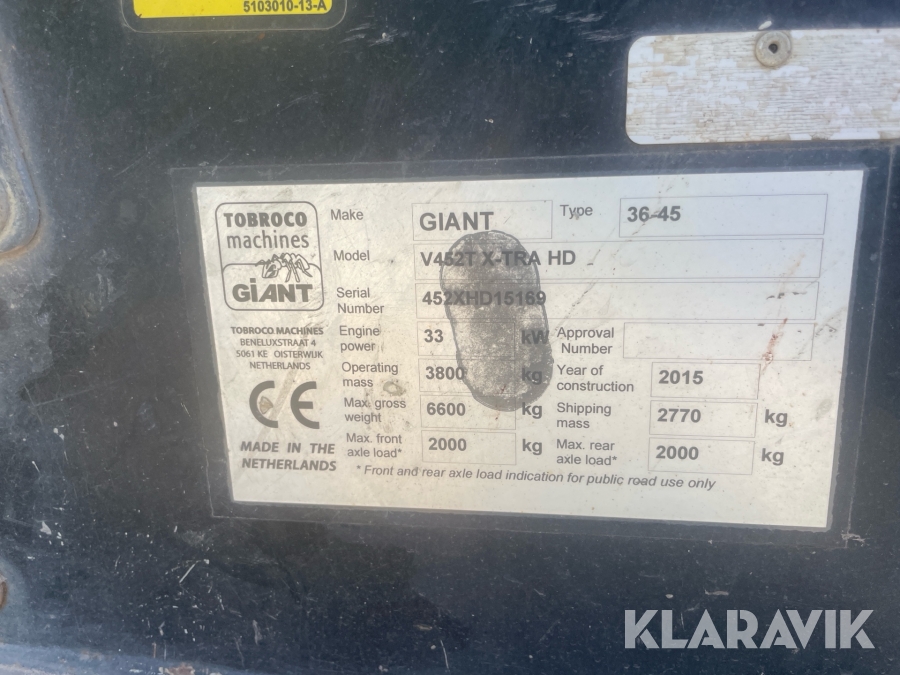 5103010-13-A
TOBROCO
machines
GiANT
TOBROCO MACHINES
BENELUXSTRAAT 4
5061 KE OISTERWIJK
NETHERLANDS
CE
MADE IN THE
NETHERLANDS
Make GIANT Type 36-45
Model V452T X-TRA HD
Serial Number 452XHD15169
Engine power 33 kW Approval Number
Operating mass 3800 kg Year of construction 2015
Max. gross weight 6600 kg Shipping mass 2770 kg
Max. front axle load* 2000 kg Max. rear axle load* 2000 kg
* Front and rear axle load indication for public road use only
KLARAVIK